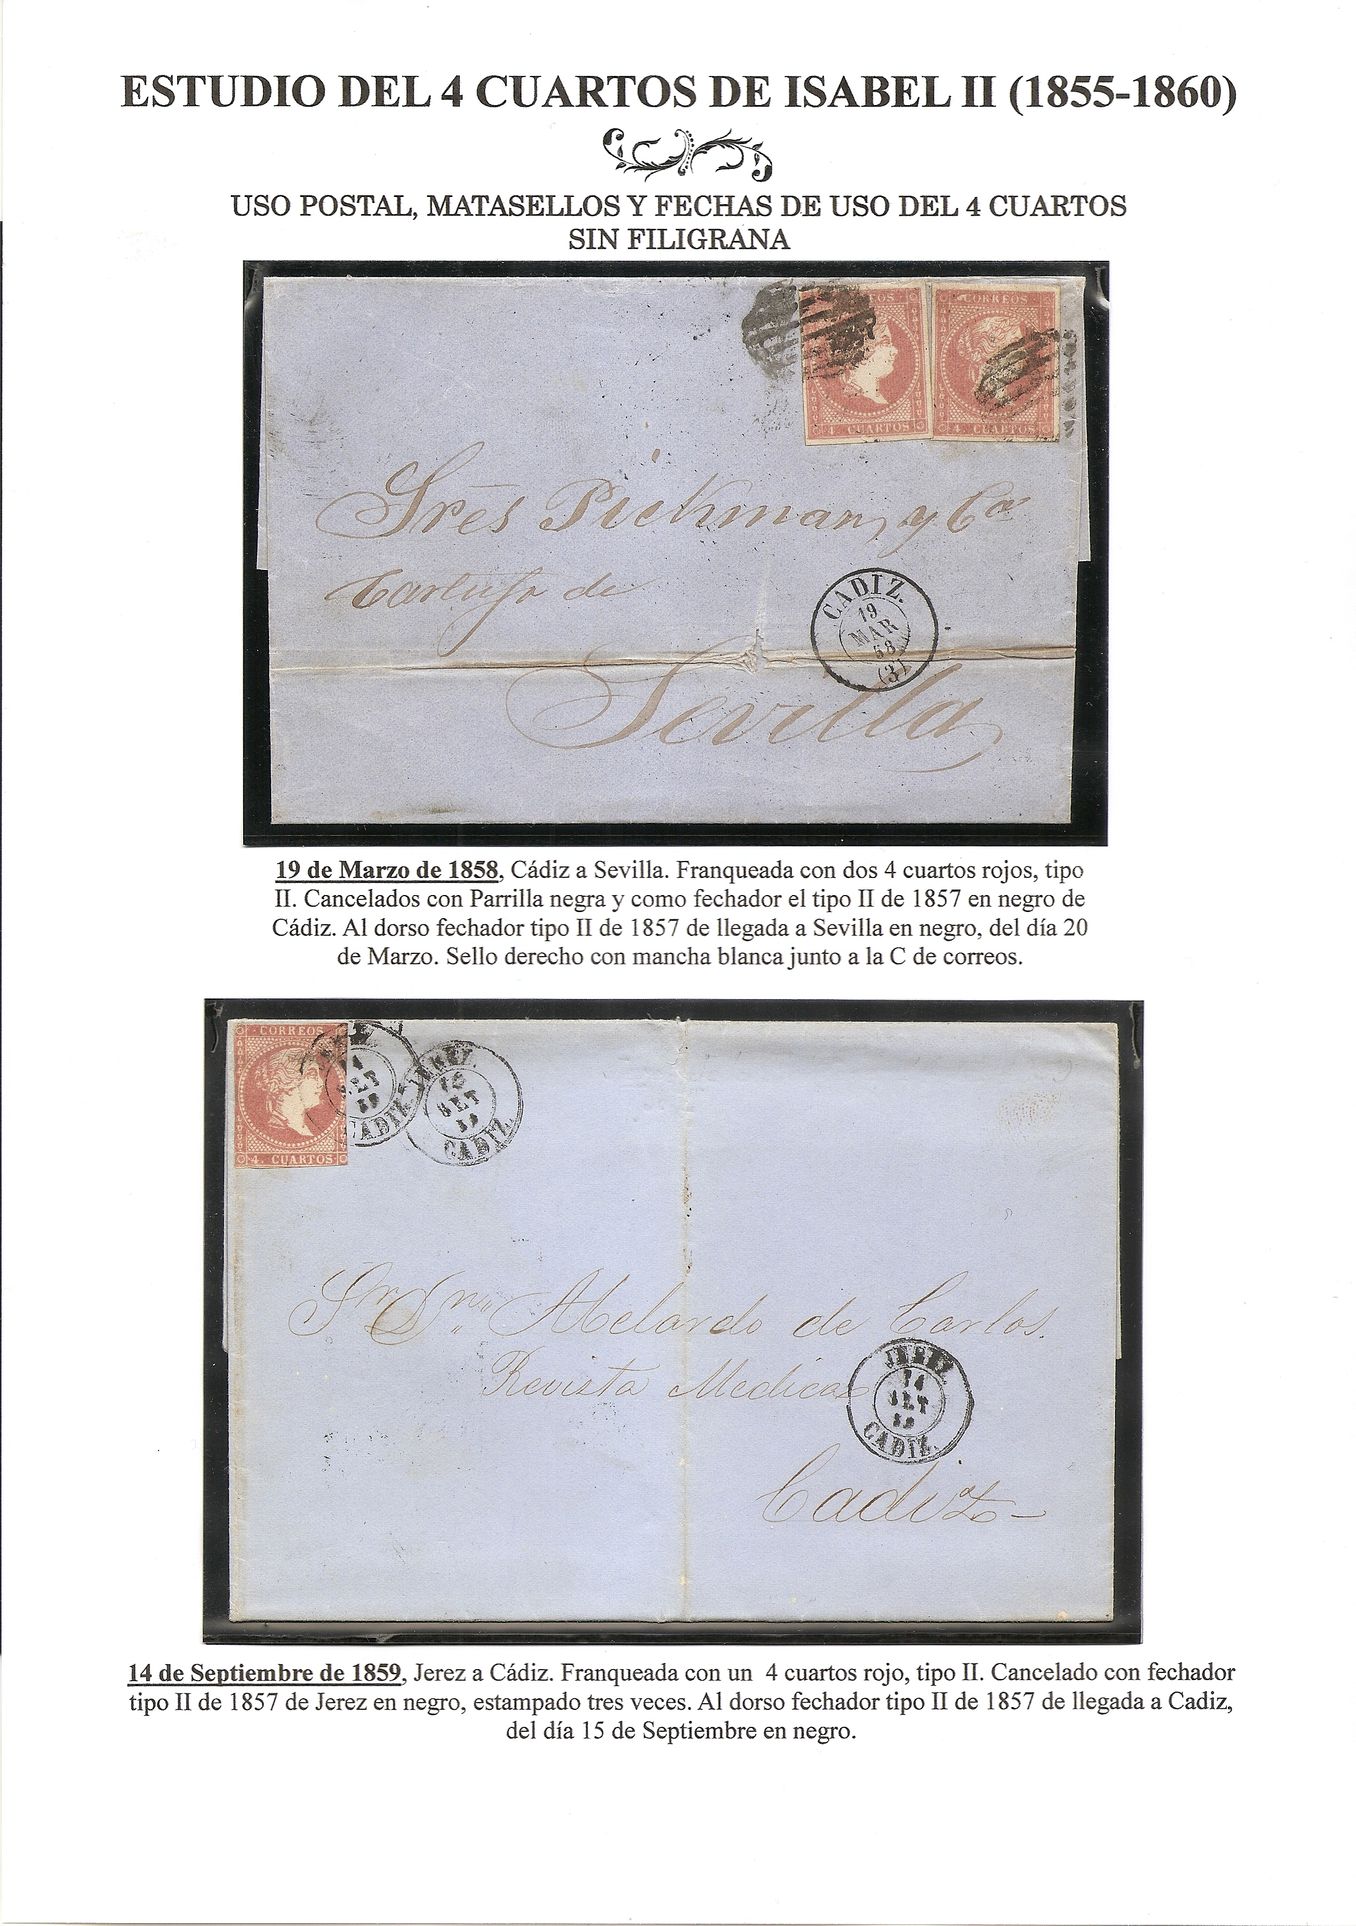 ESTUDIO DEL 4 CUARTOS DE ISABEL II (1855-1860)
USO POSTAL, MATASELLOS Y FECHAS DE USO DEL 4 CUARTOS
SIN FILIGRANA
CORREOS
4. CUARTOS
CORREOS
4. CUARTOS
Sres Pickman y Ca
Cartuja de
Sevilla
CADIZ.
19
MAR
58
(3)
19 de Marzo de 1858, Cádiz a Sevilla. Franqueada con dos 4 cuartos rojos, tipo
II. Cancelados con Parrilla negra y como fechador el tipo II de 1857 en negro de
Cádiz. Al dorso fechador tipo II de 1857 de llegada a Sevilla en negro, del día 20
de Marzo. Sello derecho con mancha blanca junto a la C de correos.
CORREOS
4. CUARTOS
SET
CADIZ
JEREZ
SET
CADIZ.
Sr Dn Abelardo de Carlos.
Revista Medica
JEREZ
14
SET
59
CADIZ.
Cadiz
14 de Septiembre de 1859, Jerez a Cádiz. Franqueada con un 4 cuartos rojo, tipo II. Cancelado con fechador
tipo II de 1857 de Jerez en negro, estampado tres veces. Al dorso fechador tipo II de 1857 de llegada a Cadiz,
del día 15 de Septiembre en negro.